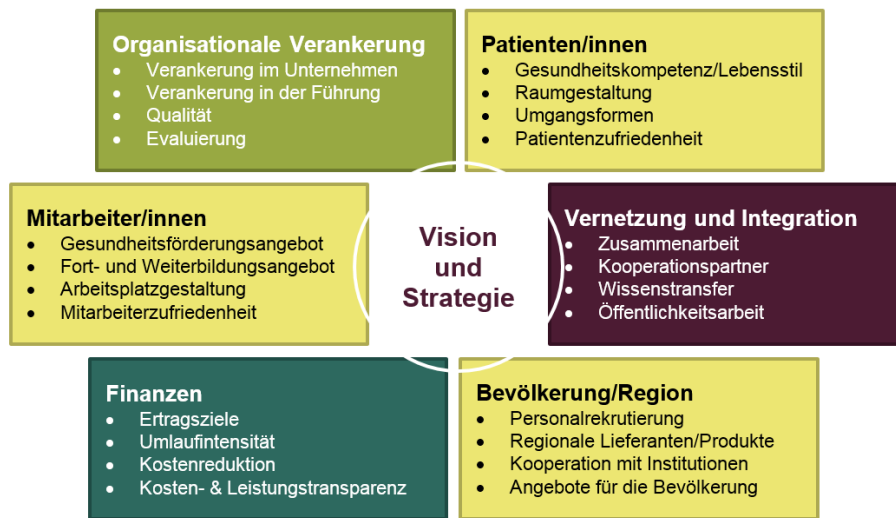 Organisationale Verankerung
• Verankerung im Unternehmen
• Verankerung in der Führung
• Qualität
• Evaluierung
Patienten/innen
• Gesundheitskompetenz/Lebensstil
• Raumgestaltung
• Umgangsformen
• Patientenzufriedenheit
Mitarbeiter/innen
• Gesundheitsförderungsangebot
• Fort- und Weiterbildungsangebot
• Arbeitsplatzgestaltung
• Mitarbeiterzufriedenheit
Vision
und
Strategie
Vernetzung und Integration
• Zusammenarbeit
• Kooperationspartner
• Wissenstransfer
• Öffentlichkeitsarbeit
Finanzen
• Ertragsziele
• Umlaufintensität
• Kostenreduktion
• Kosten- & Leistungstransparenz
Bevölkerung/Region
• Personalrekrutierung
• Regionale Lieferanten/Produkte
• Kooperation mit Institutionen
• Angebote für die Bevölkerung